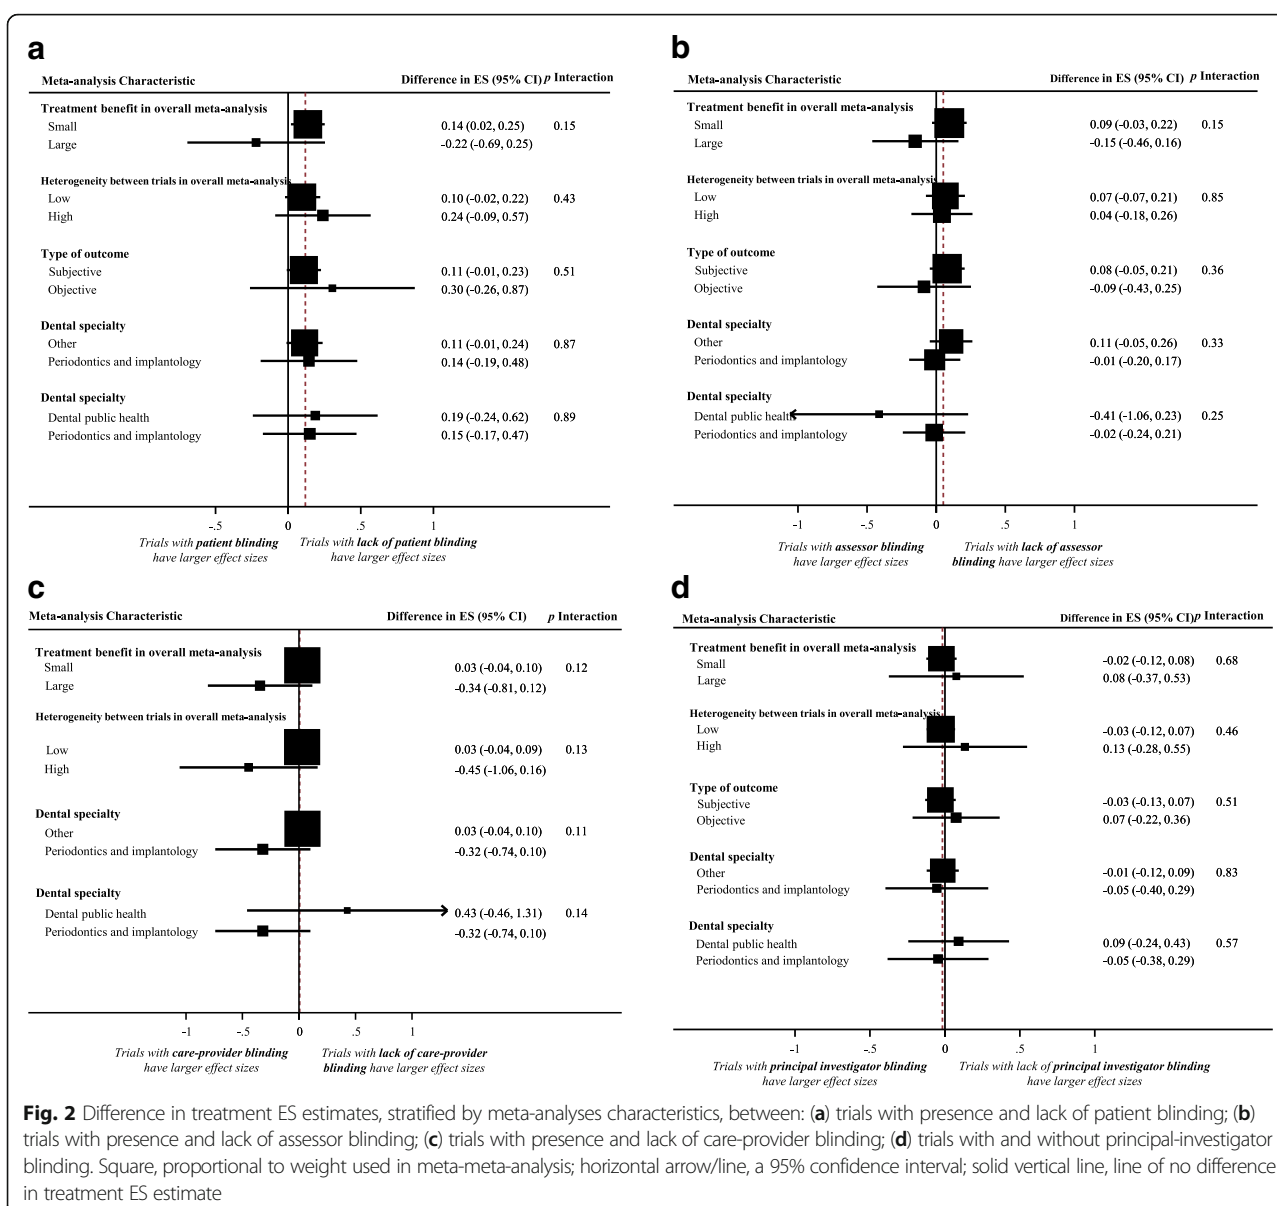 a
Meta-analysis Characteristic Difference in ES (95% CI) p Interaction
Treatment benefit in overall meta-analysis
Small 0.14 (0.02, 0.25) 0.15
Large -0.22 (-0.69, 0.25)
Heterogeneity between trials in overall meta-analysis
Low 0.10 (-0.02, 0.22) 0.43
High 0.24 (-0.09, 0.57)
Type of outcome
Subjective 0.11 (-0.01, 0.23) 0.51
Objective 0.30 (-0.26, 0.87)
Dental specialty
Other 0.11 (-0.01, 0.24) 0.87
Periodontics and implantology 0.14 (-0.19, 0.48)
Dental specialty
Dental public health 0.19 (-0.24, 0.62) 0.89
Periodontics and implantology 0.15 (-0.17, 0.47)
-.5 0 .5 1
Trials with patient blinding Trials with lack of patient blinding
have larger effect sizes have larger effect sizes
b
Meta-analysis Characteristic Difference in ES (95% CI) p Interaction
Treatment benefit in overall meta-analysis
Small 0.09 (-0.03, 0.22) 0.15
Large -0.15 (-0.46, 0.16)
Heterogeneity between trials in overall meta-analysis
Low 0.07 (-0.07, 0.21) 0.85
High 0.04 (-0.18, 0.26)
Type of outcome
Subjective 0.08 (-0.05, 0.21) 0.36
Objective -0.09 (-0.43, 0.25)
Dental specialty
Other 0.11 (-0.05, 0.26) 0.33
Periodontics and implantology -0.01 (-0.20, 0.17)
Dental specialty
Dental public health -0.41 (-1.06, 0.23) 0.25
Periodontics and implantology -0.02 (-0.24, 0.21)
-1 -.5 0 .5 1
Trials with assessor blinding Trials with lack of assessor
have larger effect sizes blinding have larger effect sizes
c
Meta-analysis Characteristic Difference in ES (95% CI) p Interaction
Treatment benefit in overall meta-analysis
Small 0.03 (-0.04, 0.10) 0.12
Large -0.34 (-0.81, 0.12)
Heterogeneity between trials in overall meta-analysis
Low 0.03 (-0.04, 0.09) 0.13
High -0.45 (-1.06, 0.16)
Dental specialty
Other 0.03 (-0.04, 0.10) 0.11
Periodontics and implantology -0.32 (-0.74, 0.10)
Dental specialty
Dental public health 0.43 (-0.46, 1.31) 0.14
Periodontics and implantology -0.32 (-0.74, 0.10)
-1 -.5 0 .5 1
Trials with care-provider blinding Trials with lack of care-provider
have larger effect sizes blinding have larger effect sizes
d
Meta-analysis Characteristic Difference in ES (95% CI) p Interaction
Treatment benefit in overall meta-analysis
Small -0.02 (-0.12, 0.08) 0.68
Large 0.08 (-0.37, 0.53)
Heterogeneity between trials in overall meta-analysis
Low -0.03 (-0.12, 0.07) 0.46
High 0.13 (-0.28, 0.55)
Type of outcome
Subjective -0.03 (-0.13, 0.07) 0.51
Objective 0.07 (-0.22, 0.36)
Dental specialty
Other -0.01 (-0.12, 0.09) 0.83
Periodontics and implantology -0.05 (-0.40, 0.29)
Dental specialty
Dental public health 0.09 (-0.24, 0.43) 0.57
Periodontics and implantology -0.05 (-0.38, 0.29)
-1 -.5 0 .5 1
Trials with principal investigator blinding Trials with lack of principal investigator blinding
have larger effect sizes have larger effect sizes
Fig. 2 Difference in treatment ES estimates, stratified by meta-analyses characteristics, between: (a) trials with presence and lack of patient blinding; (b)
trials with presence and lack of assessor blinding; (c) trials with presence and lack of care-provider blinding; (d) trials with and without principal-investigator
blinding. Square, proportional to weight used in meta-meta-analysis; horizontal arrow/line, a 95% confidence interval; solid vertical line, line of no difference
in treatment ES estimate